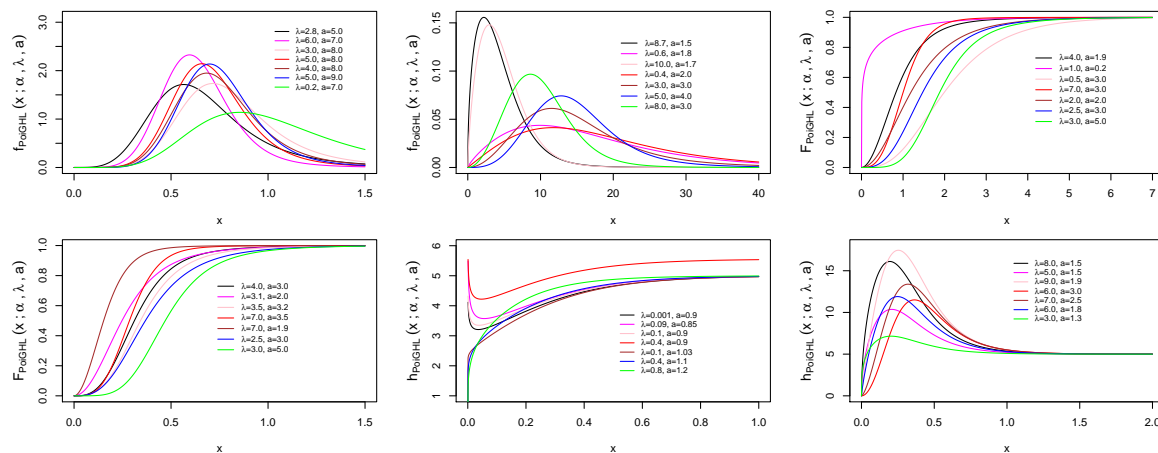 f_PoiGHL (x ; α , λ , a)
3.0
2.0
1.0
0.0
λ=2.8, a=5.0
λ=6.0, a=7.0
λ=3.0, a=8.0
λ=5.0, a=8.0
λ=4.0, a=8.0
λ=5.0, a=9.0
λ=0.2, a=7.0
0.0 0.5 1.0 1.5
x
f_PoiGHL (x ; α , λ , a)
0.15
0.10
0.05
0.00
λ=8.7, a=1.5
λ=0.6, a=1.8
λ=10.0, a=1.7
λ=0.4, a=2.0
λ=3.0, a=3.0
λ=5.0, a=4.0
λ=8.0, a=3.0
0 10 20 30 40
x
F_PoiGHL (x ; α , λ , a)
1.0
0.8
0.6
0.4
0.2
0.0
λ=4.0, a=1.9
λ=1.0, a=0.2
λ=0.5, a=3.0
λ=7.0, a=3.0
λ=2.0, a=2.0
λ=2.5, a=3.0
λ=3.0, a=5.0
0 1 2 3 4 5 6 7
x
F_PoiGHL (x ; α , λ , a)
1.0
0.8
0.6
0.4
0.2
0.0
λ=4.0, a=3.0
λ=3.1, a=2.0
λ=3.5, a=3.2
λ=7.0, a=3.5
λ=7.0, a=1.9
λ=2.5, a=3.0
λ=3.0, a=5.0
0.0 0.5 1.0 1.5
x
h_PoiGHL (x ; α , λ , a)
6
5
4
3
2
1
λ=0.001, a=0.9
λ=0.09, a=0.85
λ=0.1, a=0.9
λ=0.4, a=0.9
λ=0.1, a=1.03
λ=0.4, a=1.1
λ=0.8, a=1.2
0.0 0.2 0.4 0.6 0.8 1.0
x
h_PoiGHL (x ; α , λ , a)
15
10
5
0
λ=8.0, a=1.5
λ=5.0, a=1.5
λ=9.0, a=1.9
λ=6.0, a=3.0
λ=7.0, a=2.5
λ=6.0, a=1.8
λ=3.0, a=1.3
0.0 0.5 1.0 1.5 2.0
x